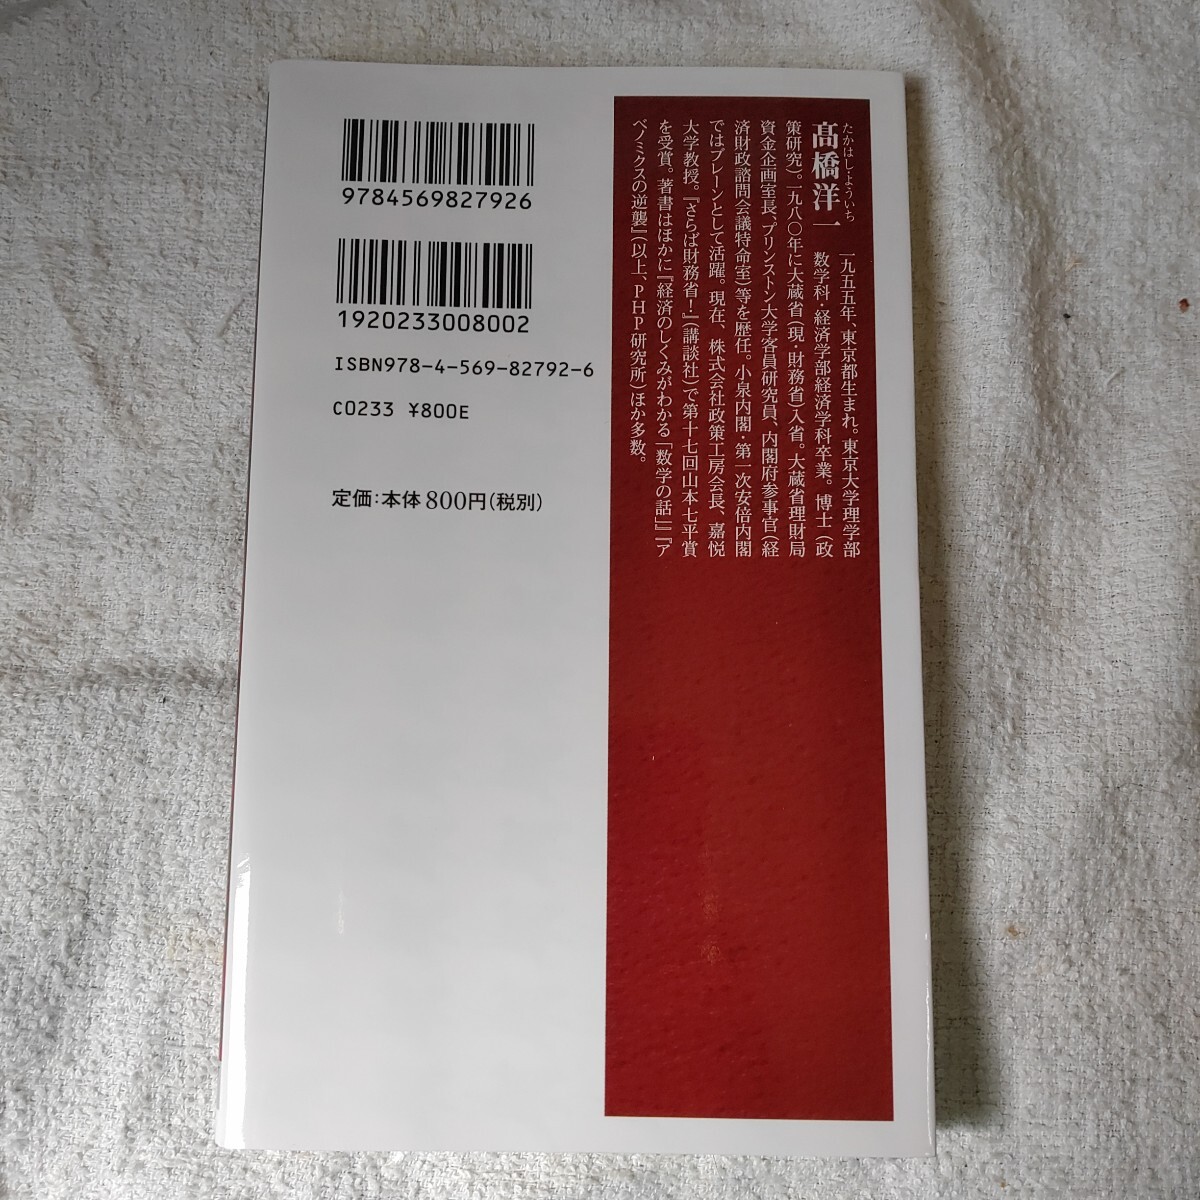 9784569827926
1920233008002
ISBN978-4-569-82792-6
C0233 ¥800E
定価：本体800円（税別）
たかはし・よういち
髙橋洋一
一九五五年、東京都生まれ。東京大学理学部
数学科・経済学部経済学科卒業。博士（政
策研究）。一九八〇年に大蔵省（現・財務省）入省。大蔵省理財局
資金企画室長、プリンストン大学客員研究員、内閣府参事官（経
済財政諮問会議特命室）等を歴任。小泉内閣・第一次安倍内閣
ではブレーンとして活躍。現在、株式会社政策工房会長、嘉悦
大学教授。『さらば財務省！』（講談社）で第十七回山本七平賞
を受賞。著書はほかに『経済のしくみがわかる「数学の話」』『ア
ベノミクスの逆襲』（以上、PHP研究所）ほか多数。